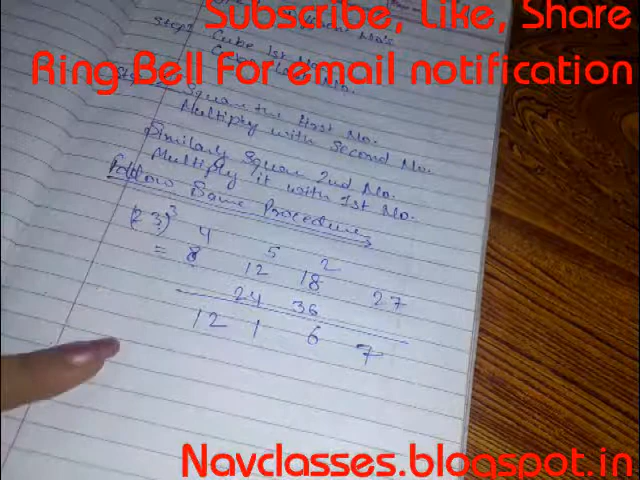 Subscribe, Like, Share
Ring Bell For email notification
Step
Cube 1st No.
Square the first No.
Multiply with Second No.
Similarly Square 2nd No.
Multiply it with 1st No.
Follow Same Procedure
(23)³ 4 5 2
= 8 12 18 27
24 36
12 1 6 7
Navclasses.blogspot.in